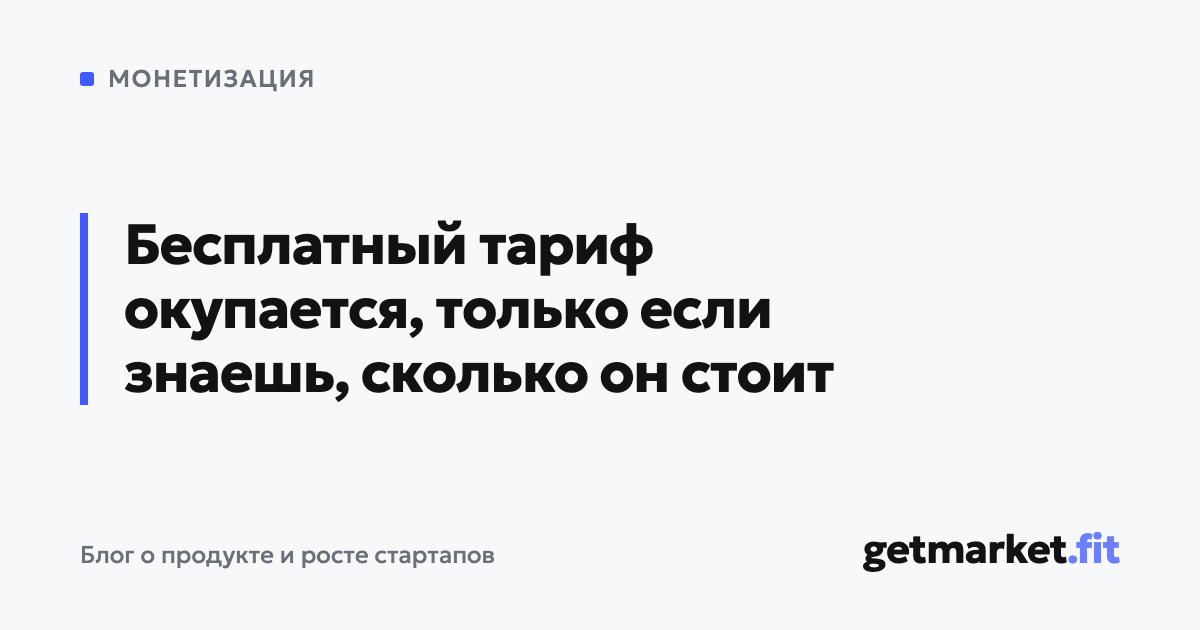 МОНЕТИЗАЦИЯ
Бесплатный тариф
окупается, только если
знаешь, сколько он стоит
Блог о продукте и росте стартапов
getmarket.fit